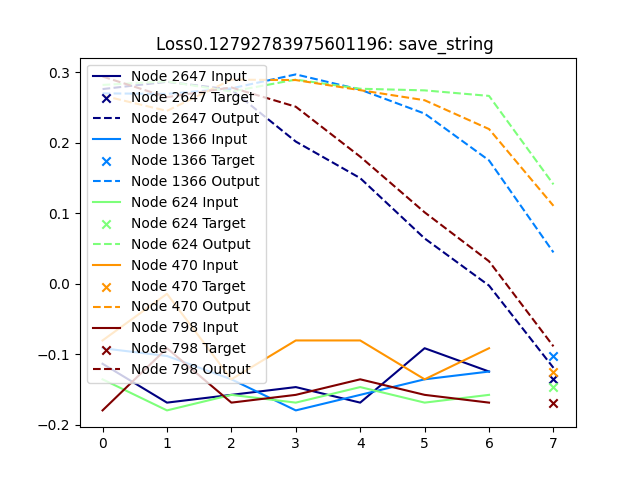 Loss0.12792783975601196: save_string
0.3
0.2
0.1
0.0
−0.1
−0.2
Node 2647 Input
Node 2647 Target
Node 2647 Output
Node 1366 Input
Node 1366 Target
Node 1366 Output
Node 624 Input
Node 624 Target
Node 624 Output
Node 470 Input
Node 470 Target
Node 470 Output
Node 798 Input
Node 798 Target
Node 798 Output
0 1 2 3 4 5 6 7